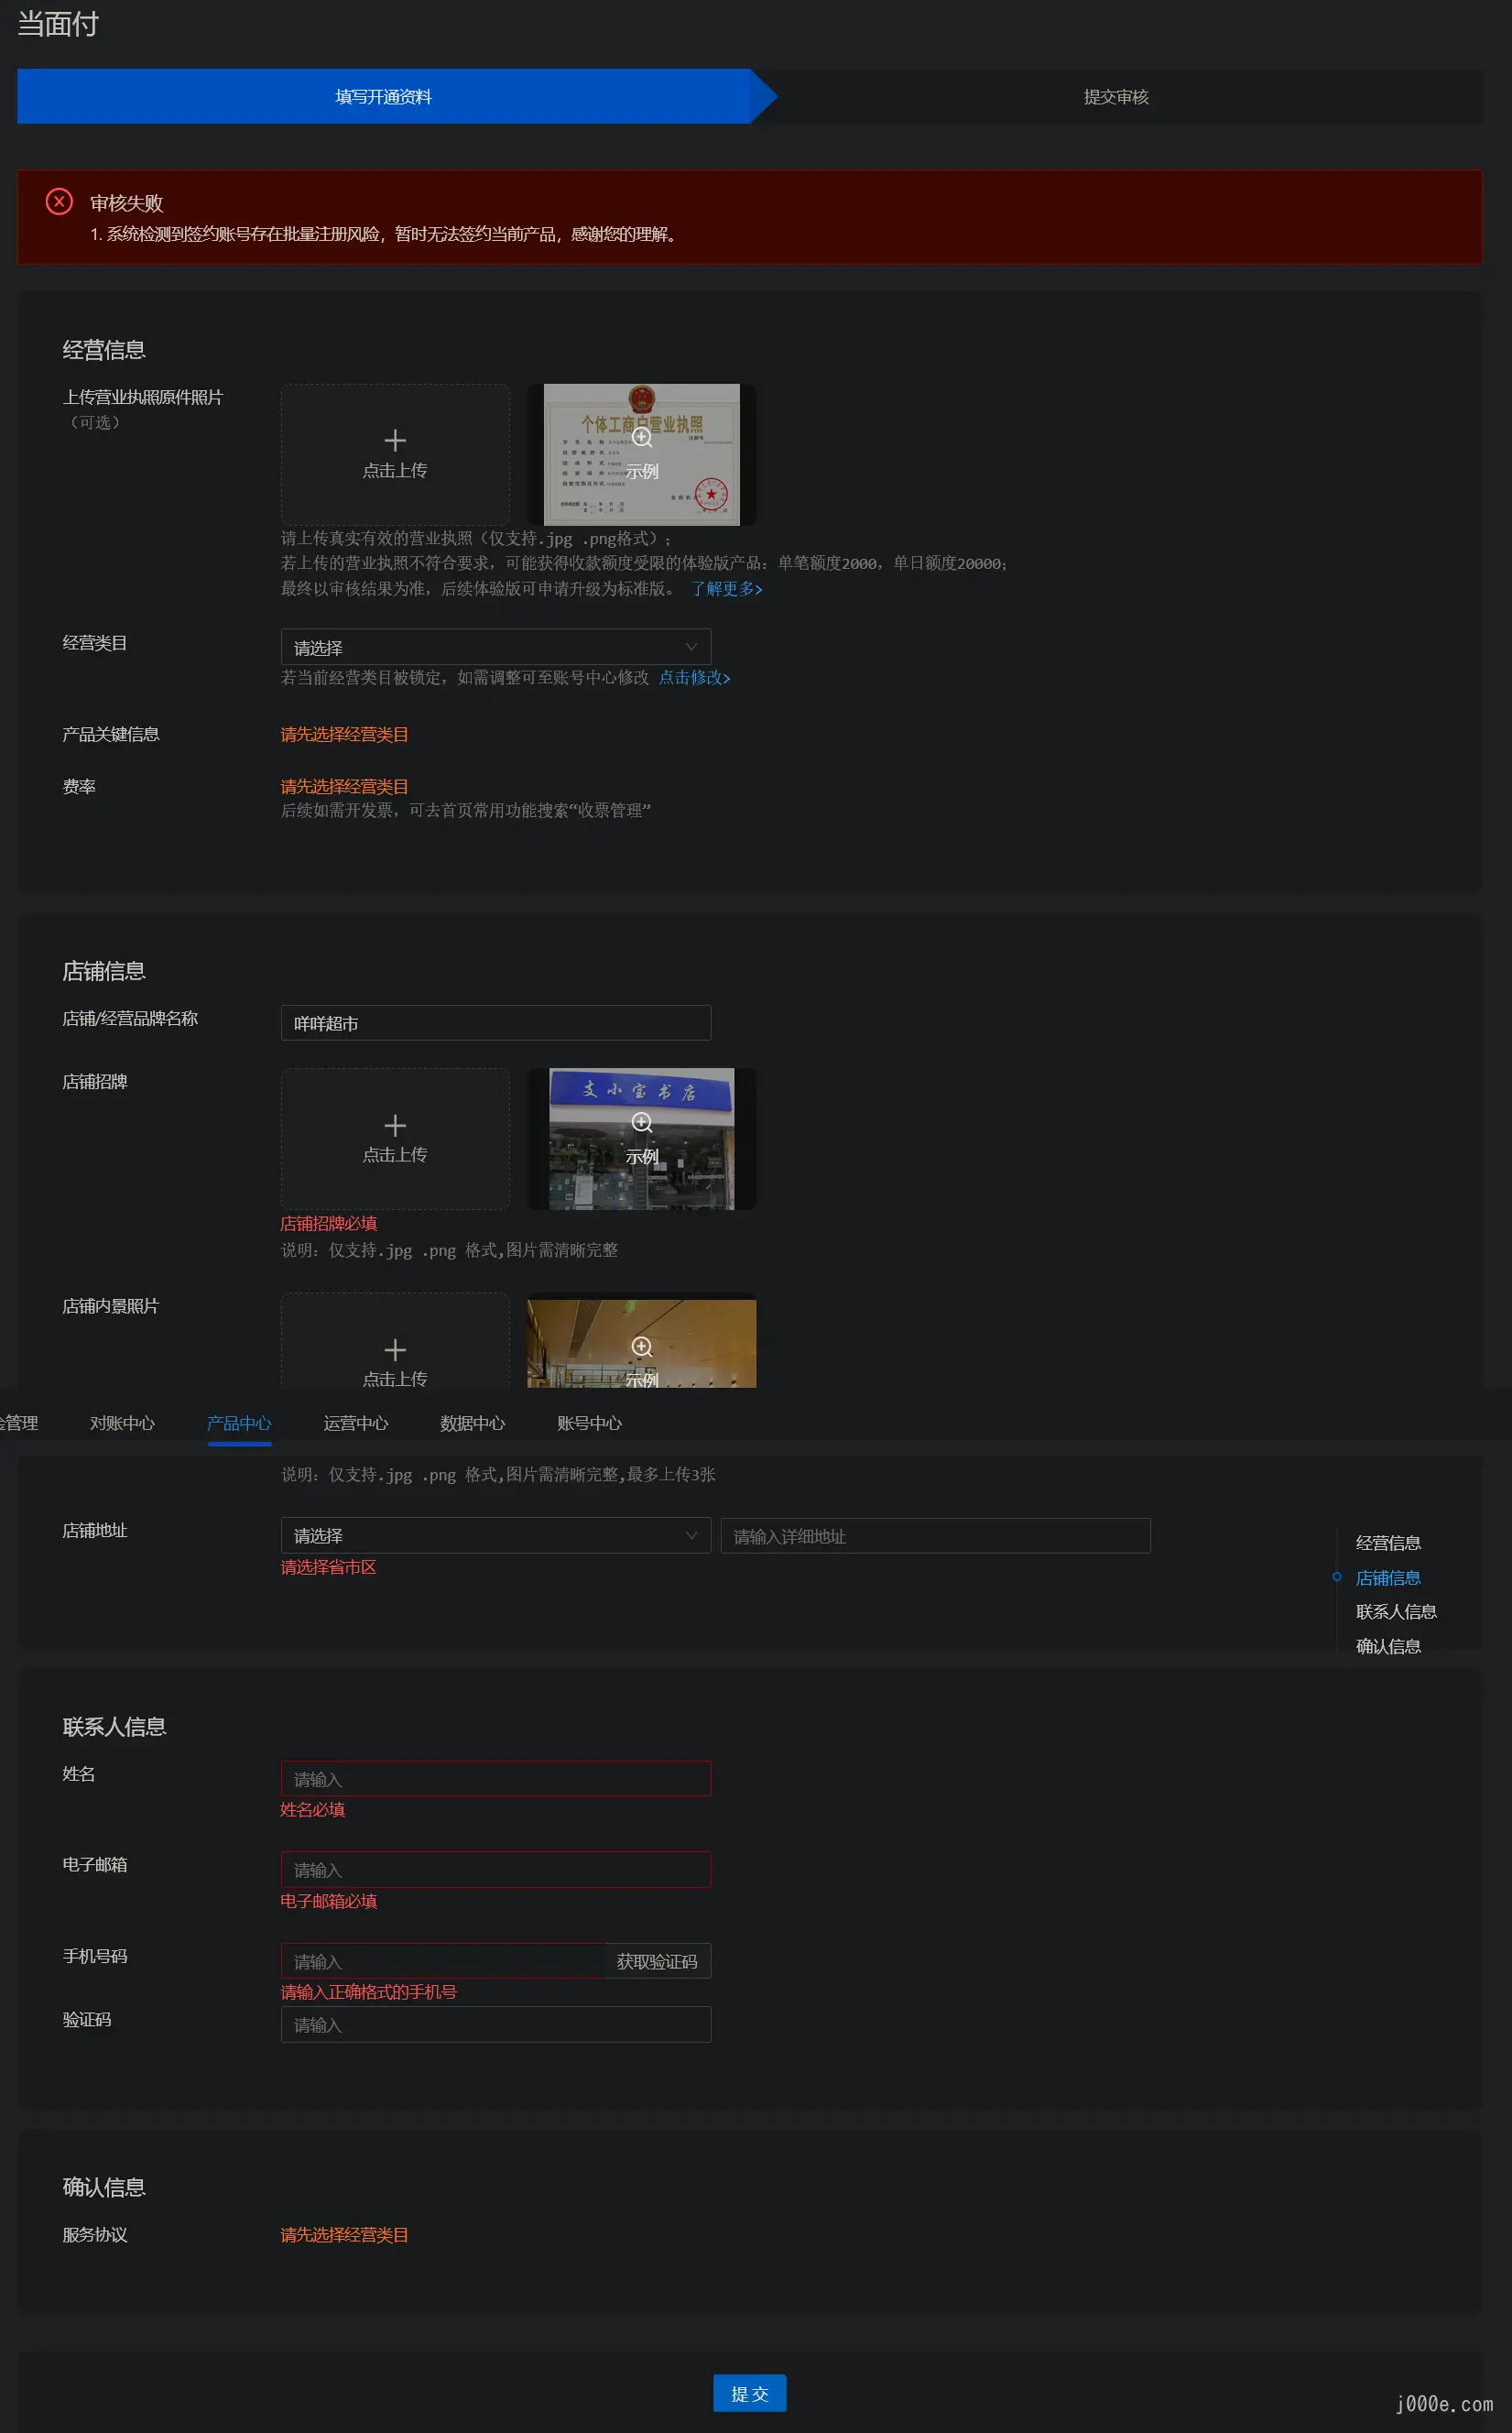 当面付
填写开通资料
提交审核
审核失败
1. 系统检测到签约账号存在批量注册风险，暂时无法签约当前产品，感谢您的理解。
经营信息
上传营业执照原件照片
（可选）
点击上传
个体工商户营业执照
示例
请上传真实有效的营业执照（仅支持.jpg .png格式）；
若上传的营业执照不符合要求，可能获得收款额度受限的体验版产品：单笔额度2000，单日额度20000；
最终以审核结果为准，后续体验版可申请升级为标准版。 了解更多>
经营类目
请选择
若当前经营类目被锁定，如需调整可至账号中心修改 点击修改>
产品关键信息
请先选择经营类目
费率
请先选择经营类目
后续如需开发票，可去首页常用功能搜索“收票管理”
店铺信息
店铺/经营品牌名称
咩咩超市
店铺招牌
点击上传
支小宝书店
示例
店铺招牌必填
说明：仅支持.jpg .png 格式,图片需清晰完整
店铺内景照片
点击上传
示例
管理
对账中心
产品中心
运营中心
数据中心
账号中心
说明：仅支持.jpg .png 格式,图片需清晰完整,最多上传3张
店铺地址
请选择
请输入详细地址
请选择省市区
经营信息
店铺信息
联系人信息
确认信息
联系人信息
姓名
请输入
姓名必填
电子邮箱
请输入
电子邮箱必填
手机号码
请输入
获取验证码
请输入正确格式的手机号
验证码
请输入
确认信息
服务协议
请先选择经营类目
提交
j000e.com